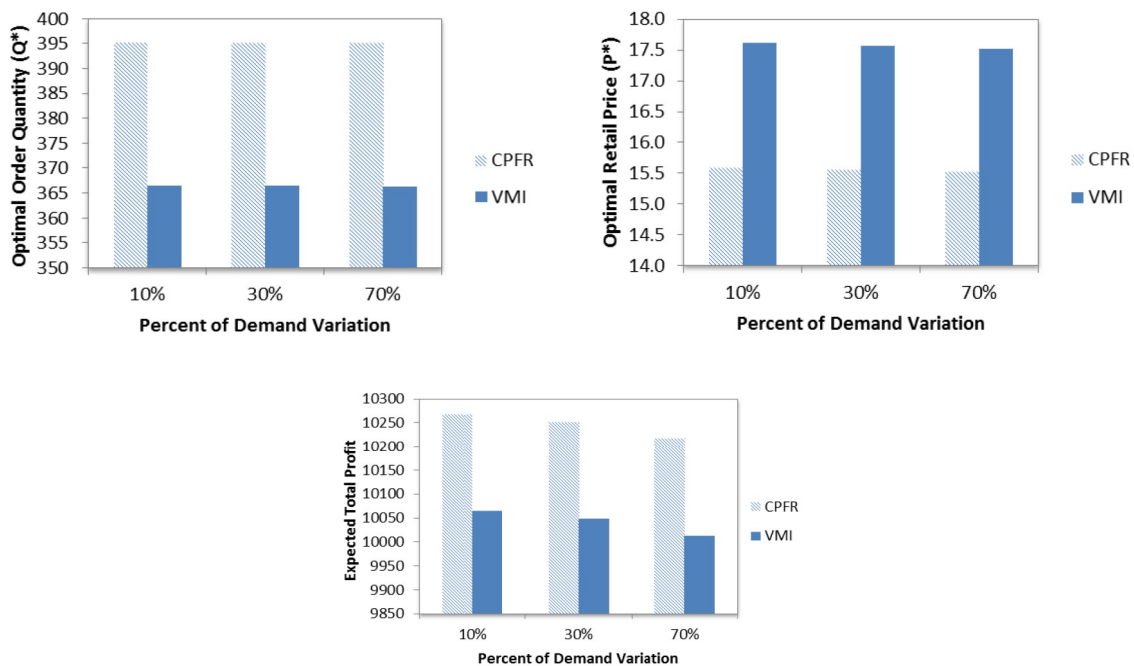 Optimal Order Quantity (Q*)
400
395
390
385
380
375
370
365
360
355
350
10% 30% 70%
Percent of Demand Variation
CPFR
VMI
Optimal Retail Price (P*)
18.0
17.5
17.0
16.5
16.0
15.5
15.0
14.5
14.0
10% 30% 70%
Percent of Demand Variation
CPFR
VMI
Expected Total Profit
10300
10250
10200
10150
10100
10050
10000
9950
9900
9850
10% 30% 70%
Percent of Demand Variation
CPFR
VMI